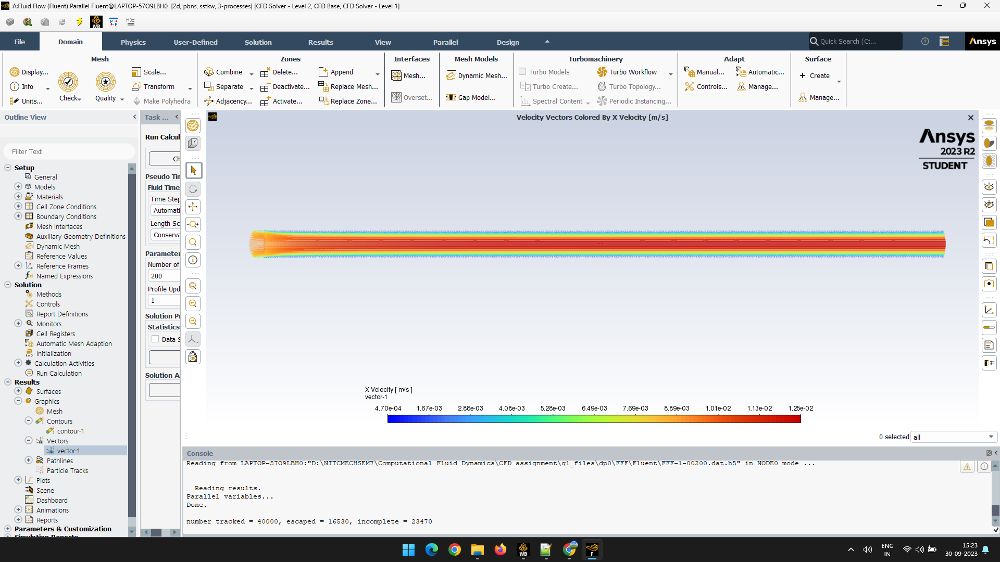 A:Fluid Flow (Fluent) Parallel Fluent@LAPTOP-57O9LBH0 [2d, pbns, sstkw, 3-processes] [CFD Solver - Level 2, CFD Base, CFD Solver - Level 1]
WB
File Domain Physics User-Defined Solution Results View Parallel Design Quick Search (Ct... Ansys
Mesh Zones Interfaces Mesh Models Turbomachinery Adapt Surface
Display... Scale... Combine Delete... Append Mesh... Dynamic Mesh... Turbo Models Turbo Workflow Manual... Automatic... + Create
Info Transform Separate Deactivate... Replace Mesh... Turbo Create... Turbo Topology... Controls... Manage...
Check Quality Overset... Gap Model... Manage...
Units... Make Polyhedra Adjacency... Activate... Replace Zone... Spectral Content Periodic Instancing...
Outline View
Filter Text
Setup
General
Models
Materials
Cell Zone Conditions
Boundary Conditions
Mesh Interfaces
Auxiliary Geometry Definitions
Dynamic Mesh
Reference Values
Reference Frames
Named Expressions
Solution
Methods
Controls
Report Definitions
Monitors
Cell Registers
Automatic Mesh Adaption
Initialization
Calculation Activities
Run Calculation
Results
Surfaces
Graphics
Mesh
Contours
contour-1
Vectors
vector-1
Pathlines
Particle Tracks
Plots
Scene
Dashboard
Animations
Reports
Parameters & Customization
Simulation Reports
Task ...
Run Calcul
Ch
Pseudo Tim
Fluid Time
Time Step
Automati
Length Sc
Conserva
Parameter
Number of
200
Profile Upd
1
Solution Pr
Statistics
Data S
Solution A
Velocity Vectors Colored By X Velocity [m/s]
Ansys
2023 R2
STUDENT
X Velocity [ m/s ]
vector-1
4.70e-04 1.67e-03 2.88e-03 4.08e-03 5.28e-03 6.49e-03 7.69e-03 8.89e-03 1.01e-02 1.13e-02 1.25e-02
0 selected all
Console
Reading from LAPTOP-57O9LBH0:"D:\NITCMECHSEM7\Computational Fluid Dynamics\CFD assignment\q1_files\dp0\FFF\Fluent\FFF-1-00200.dat.h5" in NODE0 mode ...
Reading results.
Parallel variables...
Done.
number tracked = 40000, escaped = 16530, incomplete = 23470
WB
F
ENG
IN
15:23
30-09-2023